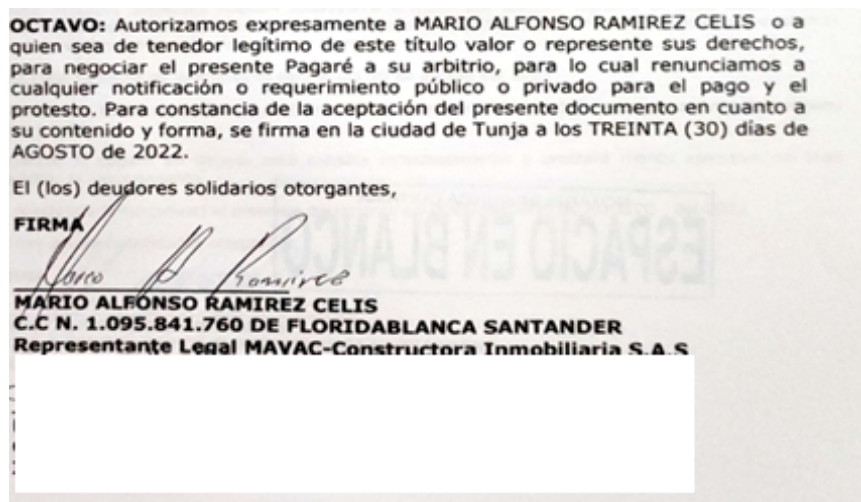 OCTAVO: Autorizamos expresamente a MARIO ALFONSO RAMIREZ CELIS o a
quien sea de tenedor legítimo de este título valor o represente sus derechos,
para negociar el presente Pagaré a su arbitrio, para lo cual renunciamos a
cualquier notificación o requerimiento público o privado para el pago y el
protesto. Para constancia de la aceptación del presente documento en cuanto a
su contenido y forma, se firma en la ciudad de Tunja a los TREINTA (30) días de
AGOSTO de 2022.
El (los) deudores solidarios otorgantes,
FIRMA
ESPACIO EN BLANCO
Ramirez
MARIO ALFONSO RAMIREZ CELIS
C.C N. 1.095.841.760 DE FLORIDABLANCA SANTANDER
Representante Legal MAVAC-Constructora Inmobiliaria S.A.S